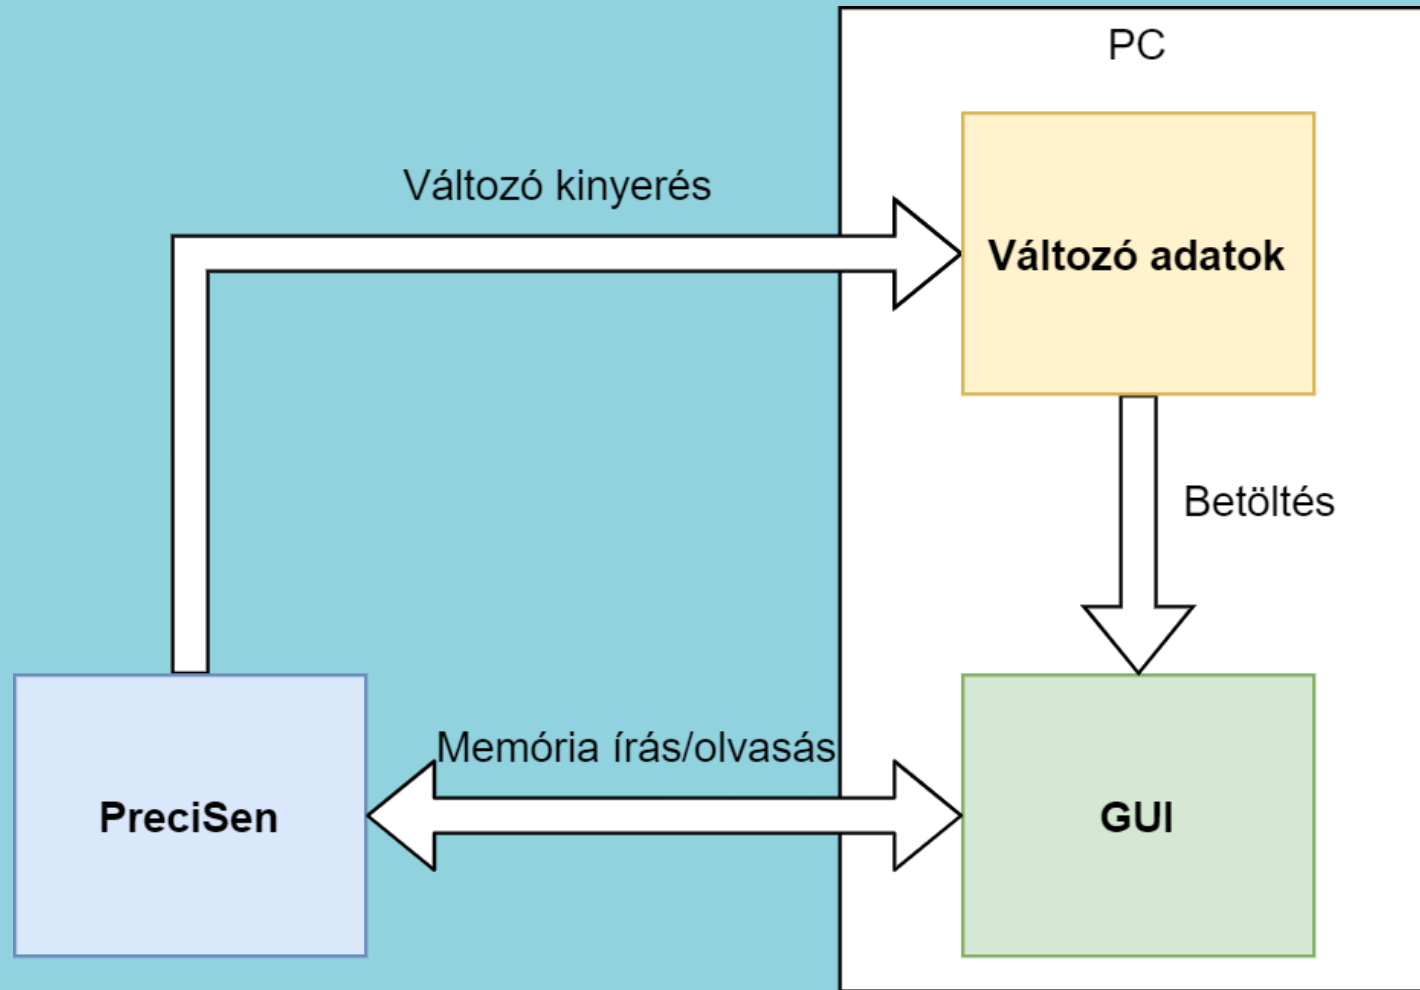 PC
Változó kinyerés
Változó adatok
Betöltés
Memória írás/olvasás
PreciSen
GUI